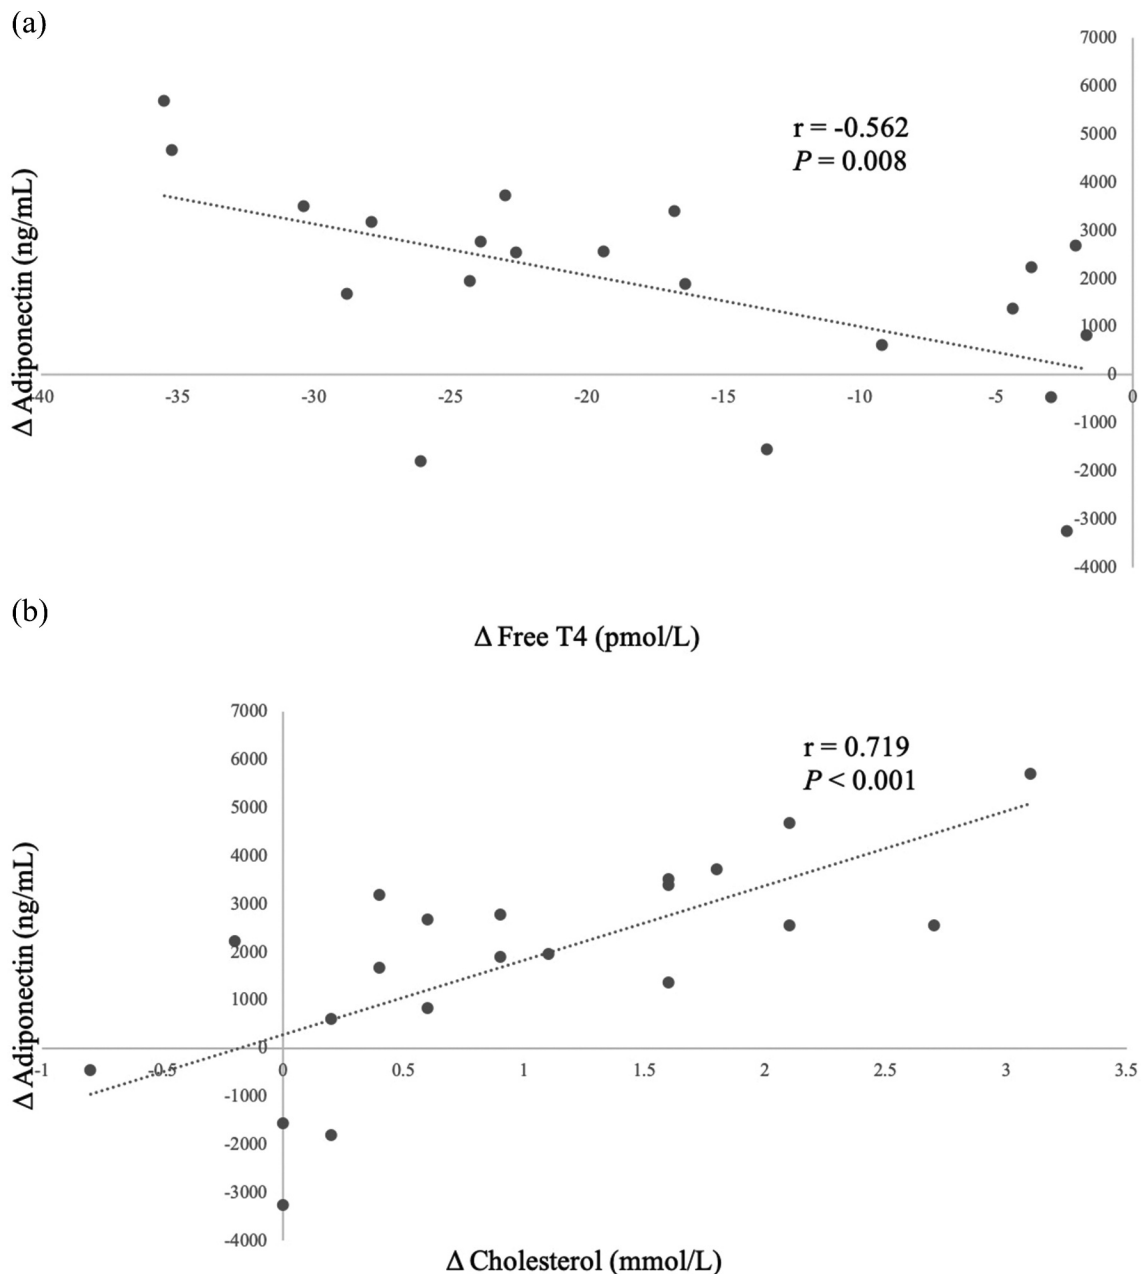 (a)
7000
6000
r = -0.562
5000
P = 0.008
4000
3000
2000
1000
0
Δ Adiponectin (ng/mL)
-40 -35 -30 -25 -20 -15 -10 -5 0
-1000
-2000
-3000
-4000
(b)
Δ Free T4 (pmol/L)
7000
r = 0.719
6000
P < 0.001
5000
4000
3000
2000
1000
0
Δ Adiponectin (ng/mL)
-1 -0.5 0 0.5 1 1.5 2 2.5 3 3.5
-1000
-2000
-3000
-4000
Δ Cholesterol (mmol/L)